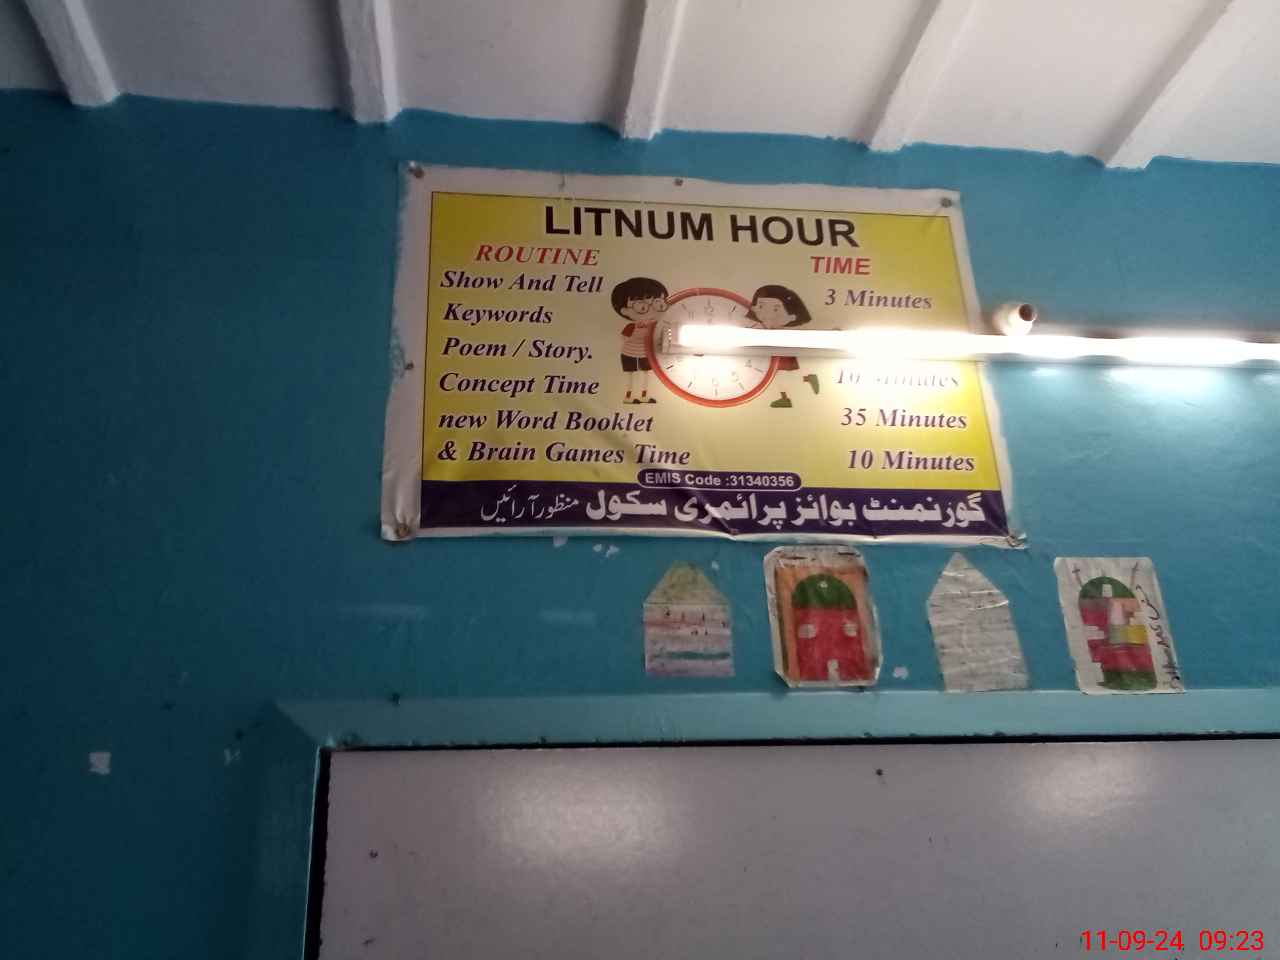 LITNUM HOUR
ROUTINE TIME
Show And Tell 3 Minutes
Keywords
Poem / Story. 10 Minutes
Concept Time 35 Minutes
new Word Booklet
& Brain Games Time 10 Minutes
EMIS Code :31340356
گورنمنٹ بوائز پرائمری سکول منظور آرائیں
11-09-24 09:23